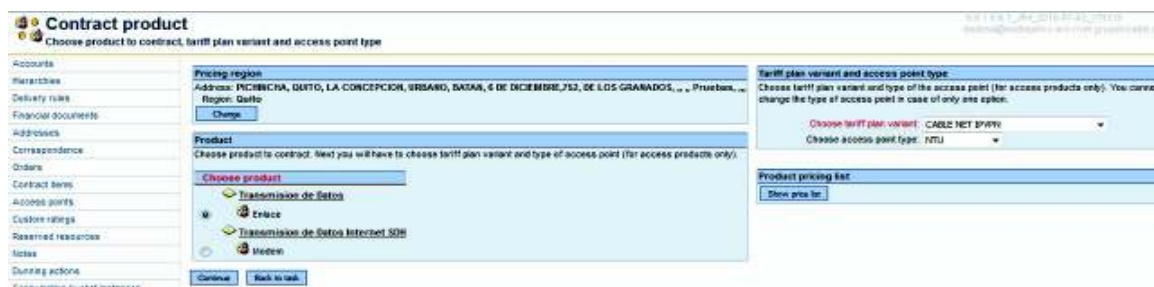 Contract product
Choose product to contract, tariff plan variant and access point type
Accounts
Hierarchies
Delivery rules
Financial documents
Addresses
Correspondence
Orders
Contract items
Access points
Custom ratings
Reserved resources
Notes
Dunning actions
Pricing region
Address: PICHINCHA, QUITO, LA CONCEPCION, URBANO, BATAN, 6 DE DICIEMBRE,752, DE LOS GRANADOS, , , Pruebas, ,
Region: Quito
Change
Product
Choose product to contract. Next you will have to choose tariff plan variant and type of access point (for access products only).
Choose product
Transmision de Datos
Enlace
Transmision de Datos Internet SDH
Modem
Continue
Back to task
Tariff plan variant and access point type
Choose tariff plan variant and type of the access point (for access products only). You canno
change the type of access point in case of only one option.
Choose tariff plan variant: CABLE NET IPVPN
Choose access point type: NTU
Product pricing list
Show price list